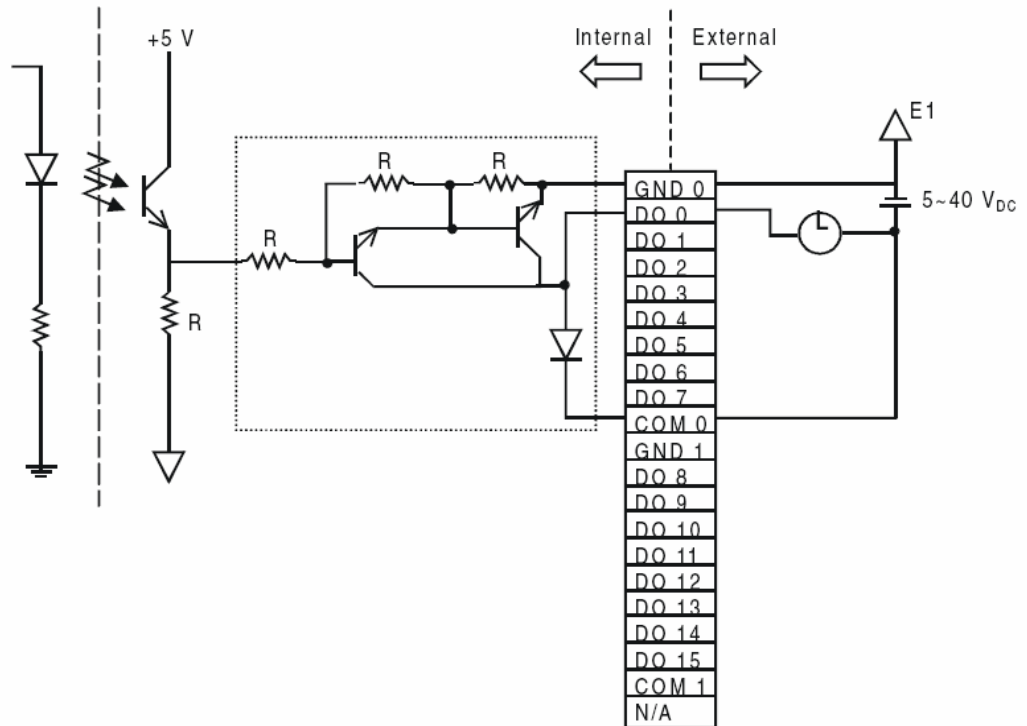 +5 V
Internal
External
E1
R
R
GND 0
5~40 VDC
DO 0
DO 1
R
DO 2
DO 3
R
DO 4
DO 5
DO 6
DO 7
COM 0
GND 1
DO 8
DO 9
DO 10
DO 11
DO 12
DO 13
DO 14
DO 15
COM 1
N/A